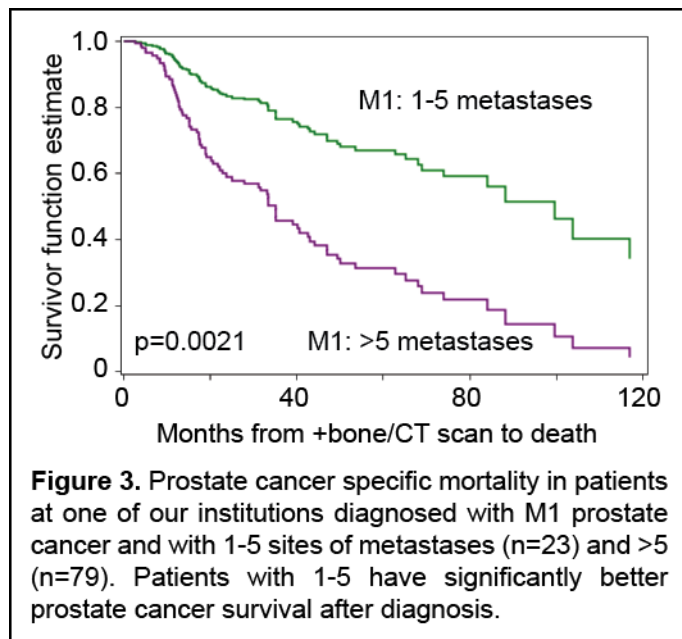 1.0
0.8
0.6
0.4
0.2
0
Survivor function estimate
M1: 1-5 metastases
p=0.0021
M1: >5 metastases
0
40
80
120
Months from +bone/CT scan to death
Figure 3. Prostate cancer specific mortality in patients
at one of our institutions diagnosed with M1 prostate
cancer and with 1-5 sites of metastases (n=23) and >5
(n=79). Patients with 1-5 have significantly better
prostate cancer survival after diagnosis.